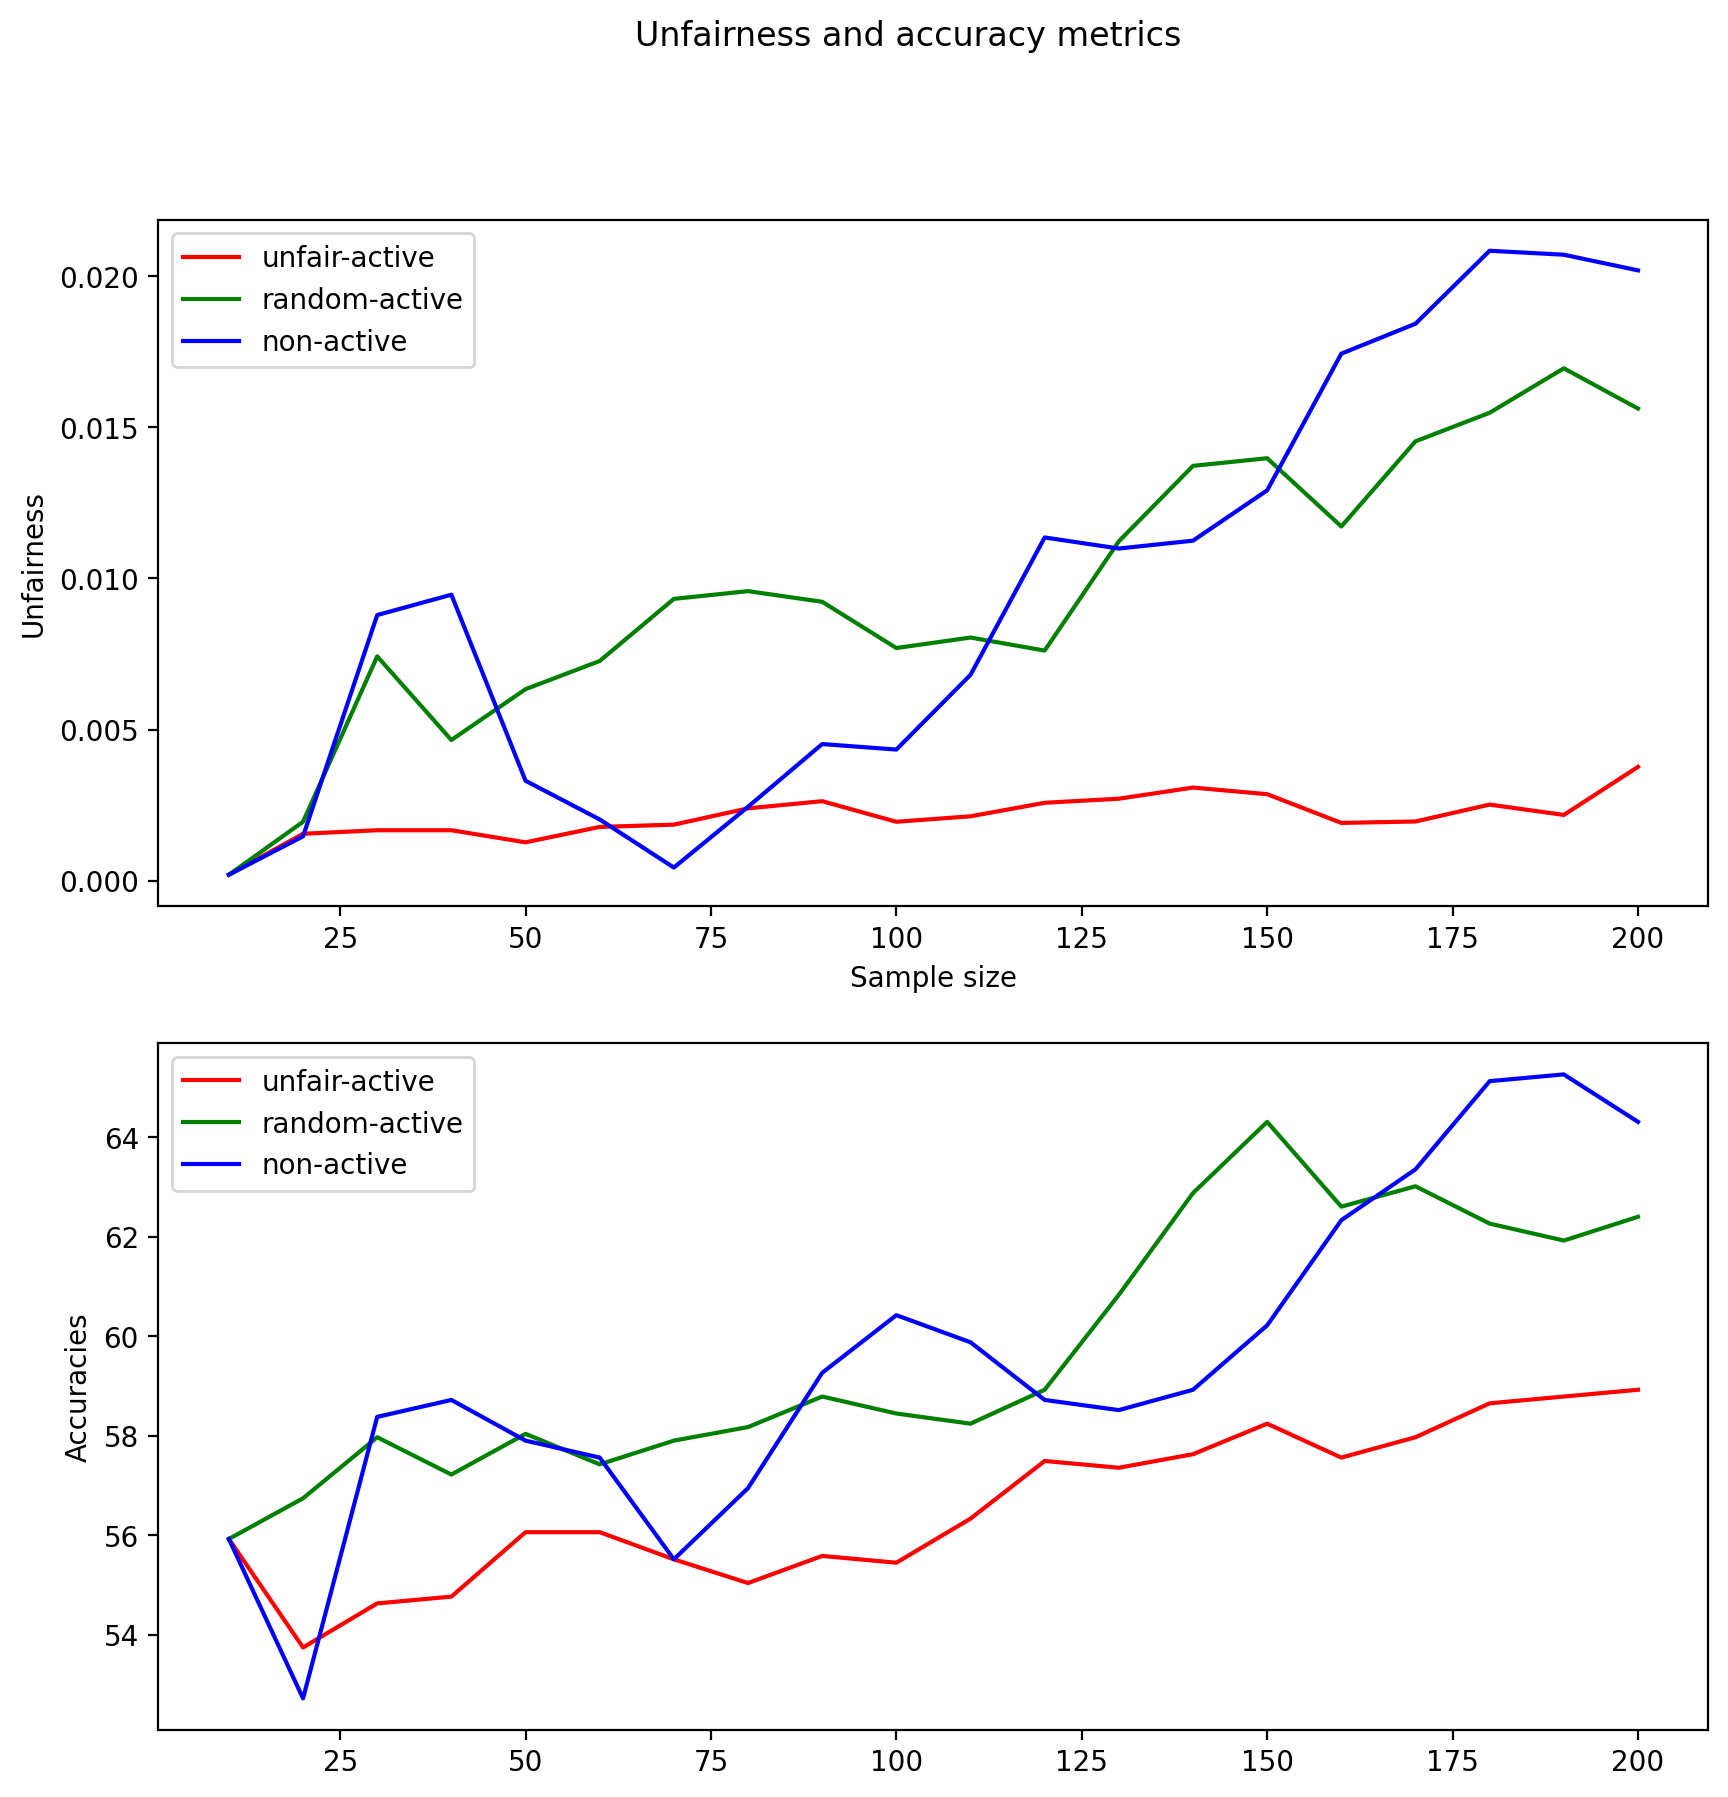 Unfairness and accuracy metrics
unfair-active
random-active
non-active
0.020
0.015
0.010
0.005
0.000
Unfairness
25 50 75 100 125 150 175 200
Sample size
unfair-active
random-active
non-active
64
62
60
58
56
54
Accuracies
25 50 75 100 125 150 175 200